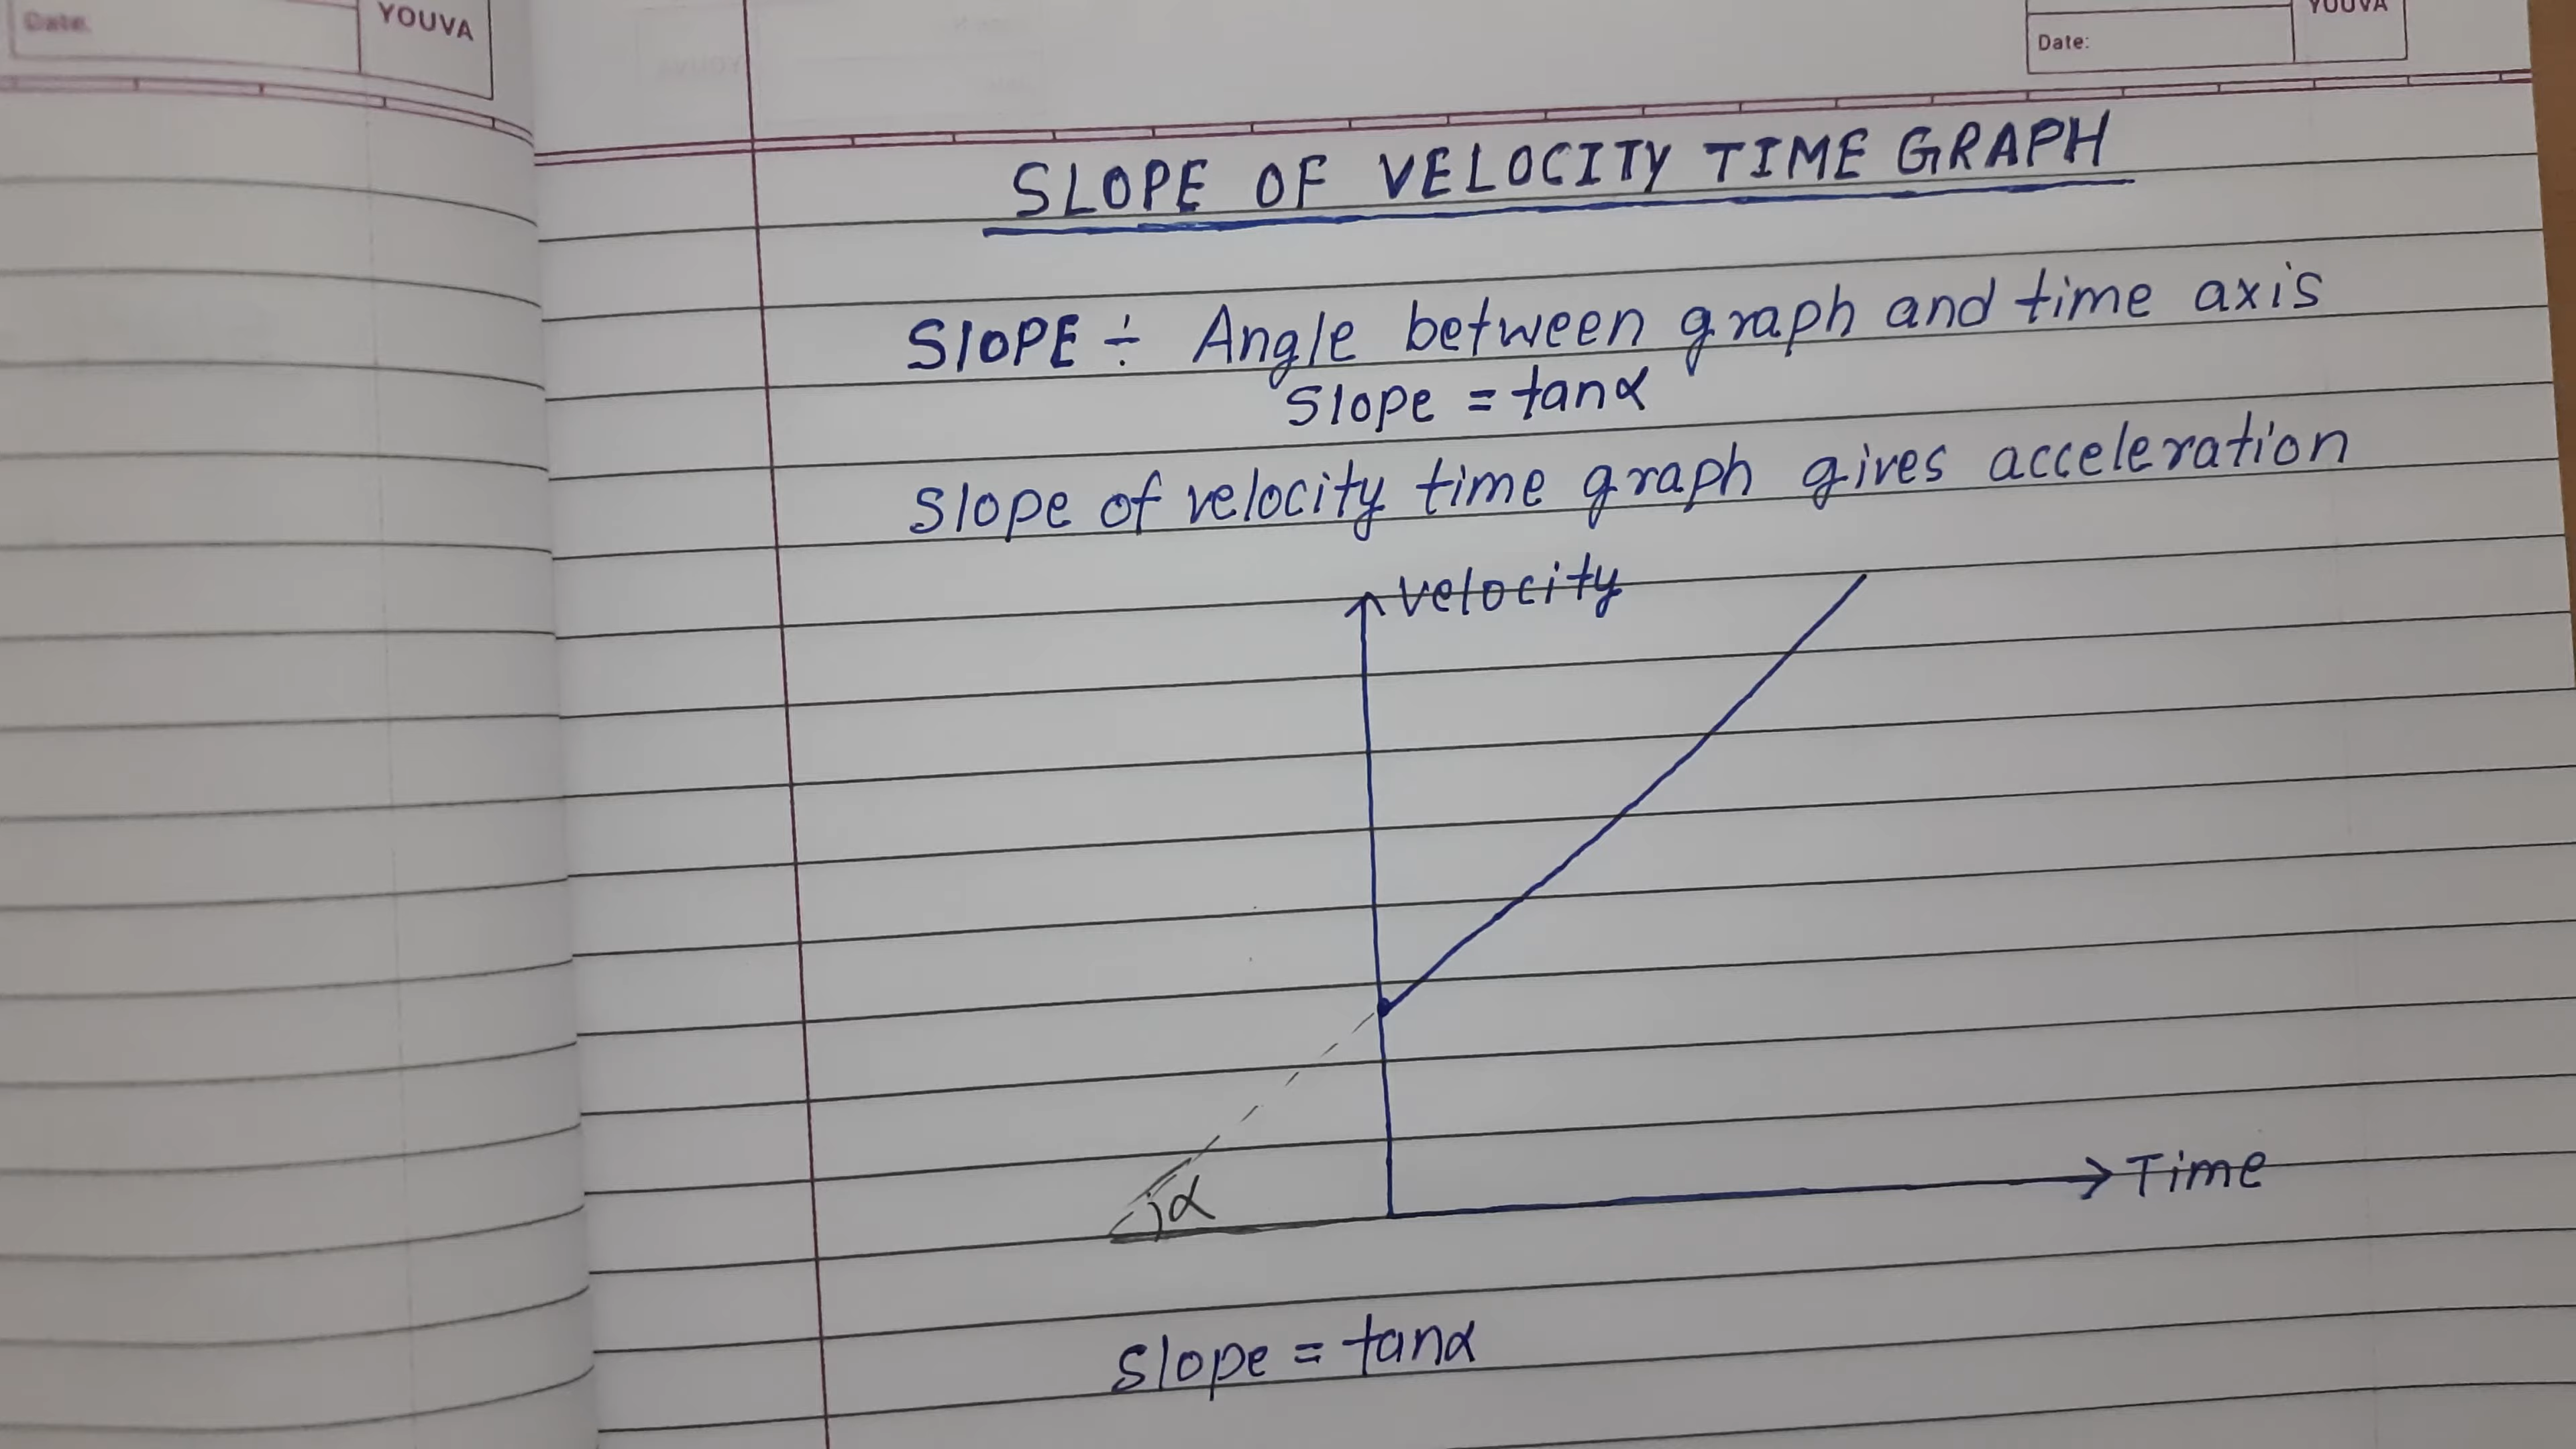 Date.
YOUVA
YOUVA
Date:
SLOPE OF VELOCITY TIME GRAPH
SlOPE ÷ Angle between graph and time axis
Slope = tanα
Slope of velocity time graph gives acceleration
velocity
α
Time
Slope = tanα